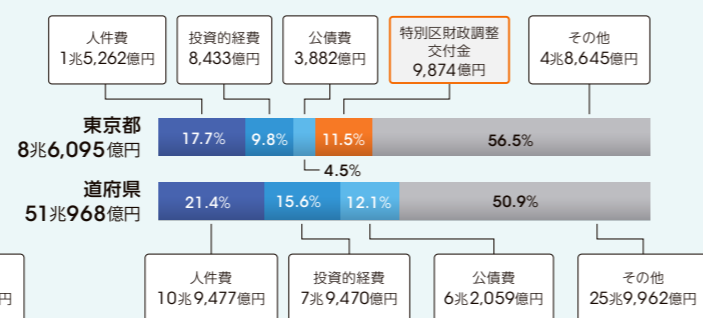 人件費
1兆5,262億円
投資的経費
8,433億円
公債費
3,882億円
特別区財政調整
交付金
9,874億円
その他
4兆8,645億円
東京都
8兆6,095億円
17.7%
9.8%
11.5%
56.5%
4.5%
道府県
51兆968億円
21.4%
15.6%
12.1%
50.9%
円
人件費
10兆9,477億円
投資的経費
7兆9,470億円
公債費
6兆2,059億円
その他
25兆9,962億円